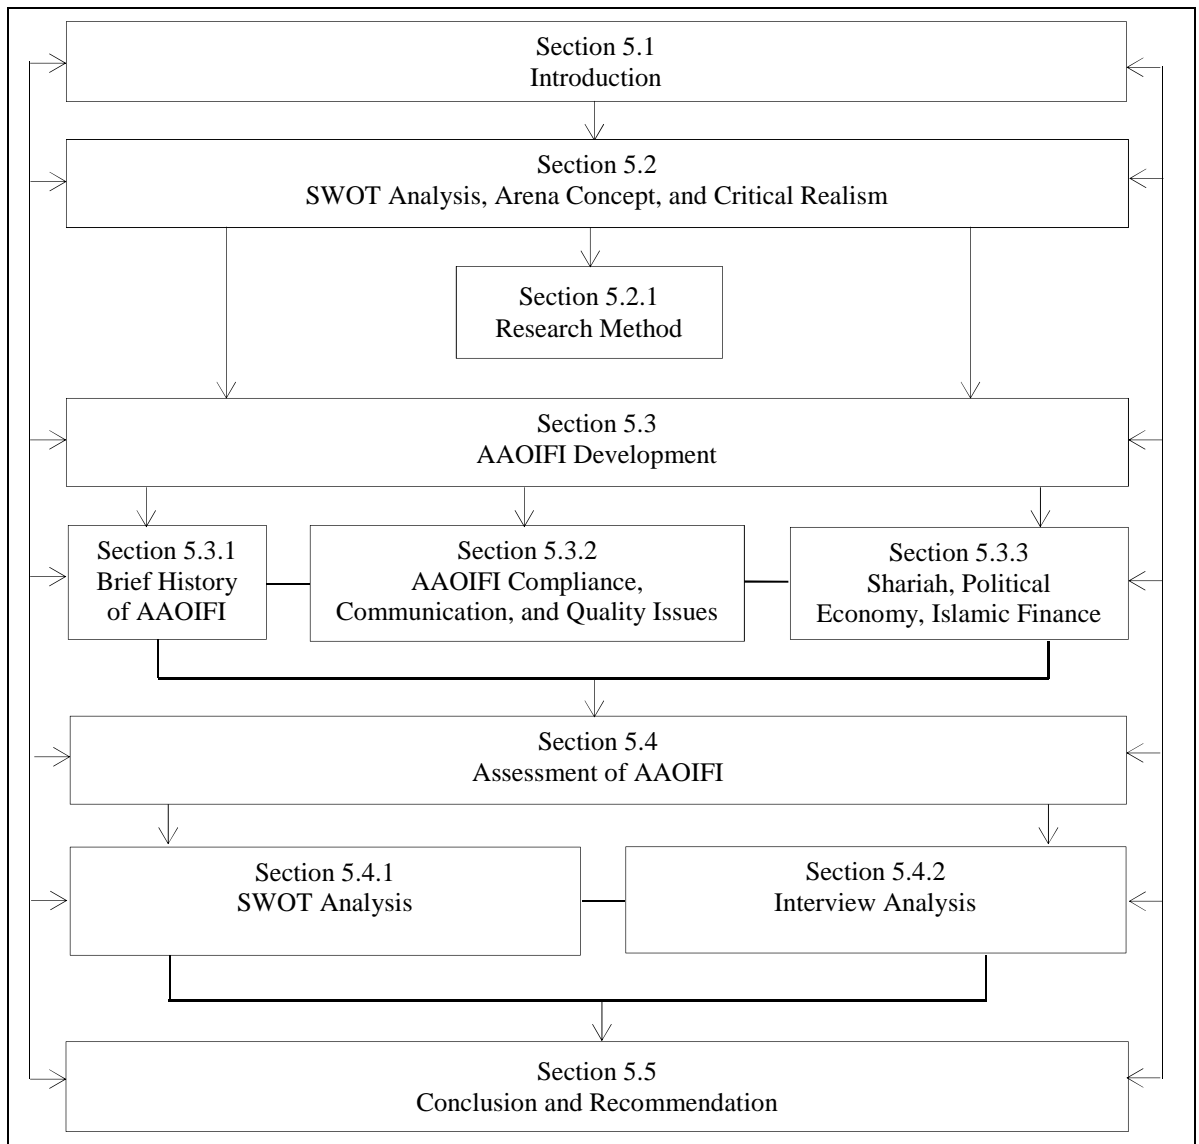 Section 5.1
Introduction
Section 5.2
SWOT Analysis, Arena Concept, and Critical Realism
Section 5.2.1
Research Method
Section 5.3
AAOIFI Development
Section 5.3.1
Brief History
of AAOIFI
Section 5.3.2
AAOIFI Compliance,
Communication, and Quality Issues
Section 5.3.3
Shariah, Political
Economy, Islamic Finance
Section 5.4
Assessment of AAOIFI
Section 5.4.1
SWOT Analysis
Section 5.4.2
Interview Analysis
Section 5.5
Conclusion and Recommendation